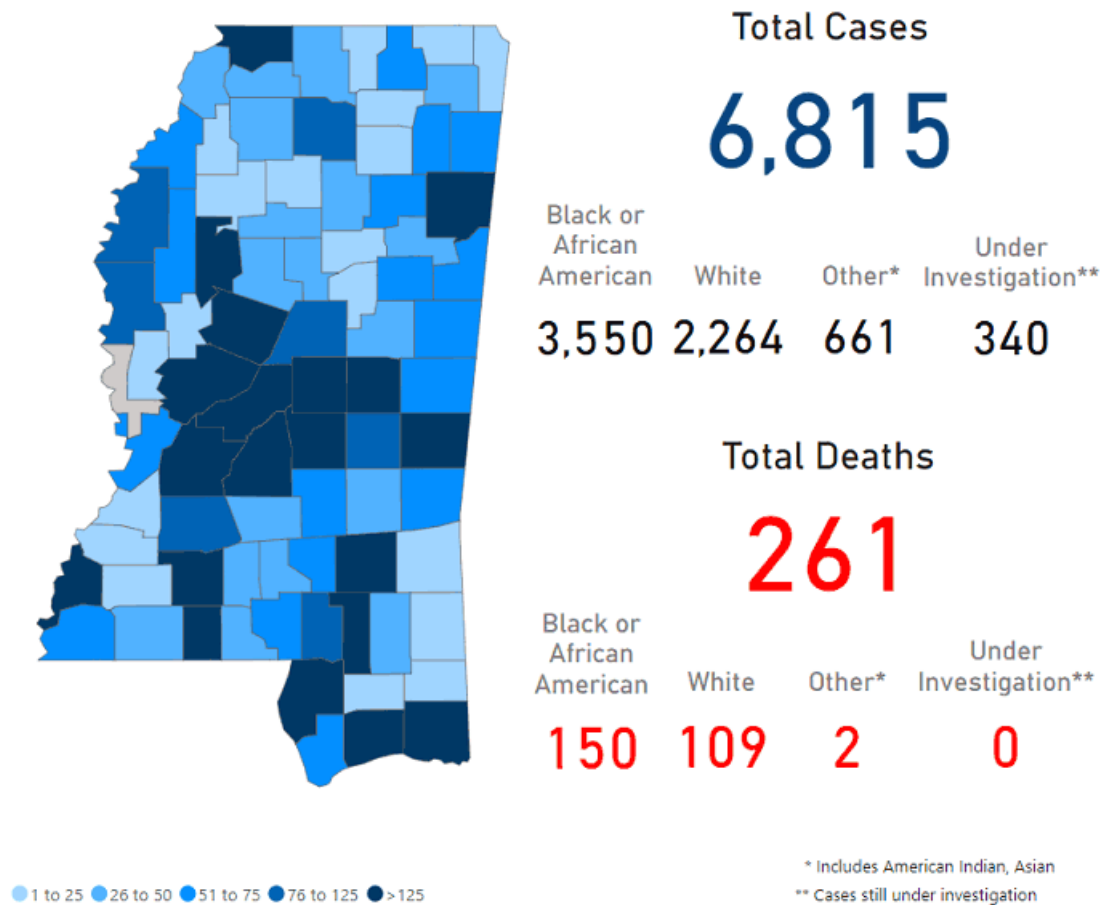 Total Cases
6,815
Black or
African
American
White
Other*
Under
Investigation**
3,550
2,264
661
340
Total Deaths
261
Black or
African
American
White
Other*
Under
Investigation**
150
109
2
0
1 to 25
26 to 50
51 to 75
76 to 125
>125
* Includes American Indian, Asian
** Cases still under investigation